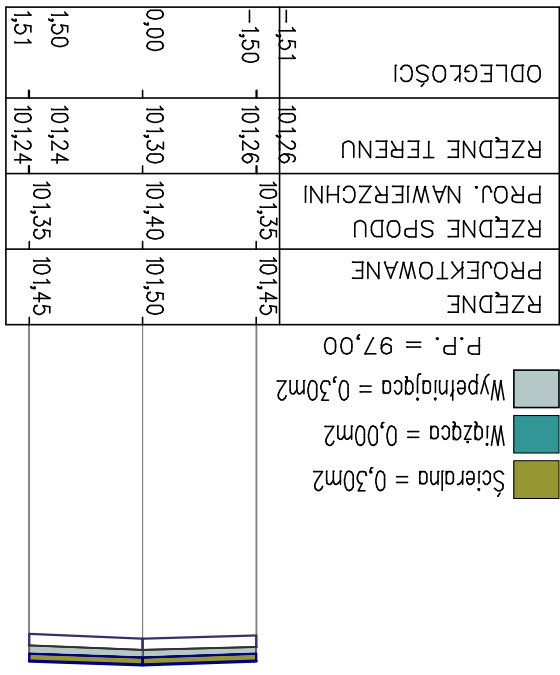 Ścieralna = 0,30m2
Wiążąca = 0,00m2
Wypełniająca = 0,30m2
P.P. = 97,00
RZĘDNE
PROJEKTOWANE
101,45
101,50
101,45
RZĘDNE SPODU
PROJ. NAWIERZCHNI
101,35
101,40
101,35
RZĘDNE TERENU
101,26
101,26
101,30
101,24
101,24
ODLEGŁOŚCI
-1,51
-1,50
0,00
1,50
1,51